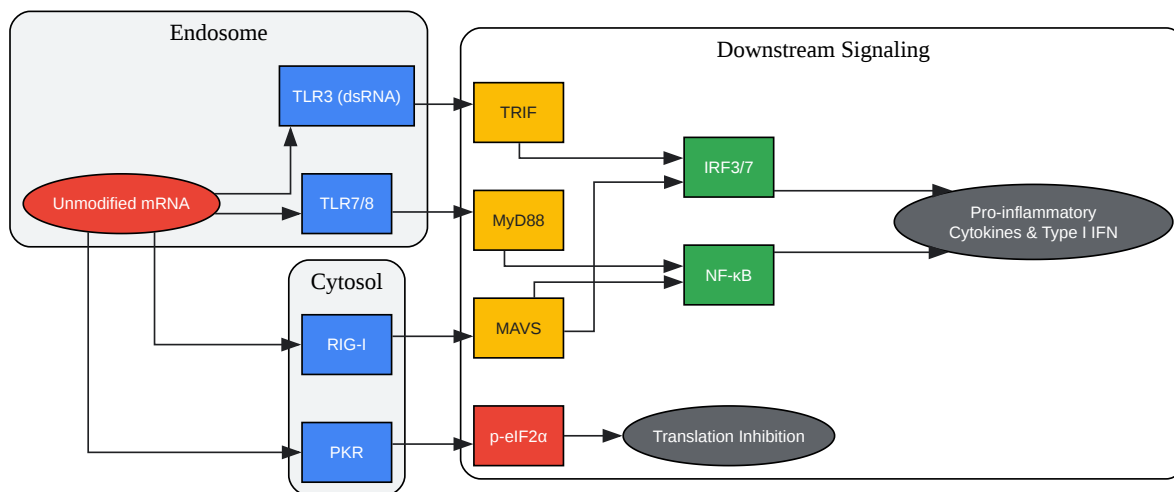 Endosome
Downstream Signaling
TLR3 (dsRNA)
TRIF
IRF3/7
Unmodified mRNA
TLR7/8
MyD88
Pro-inflammatory
Cytokines & Type I IFN
NF-κB
Cytosol
RIG-I
MAVS
PKR
p-eIF2α
Translation Inhibition